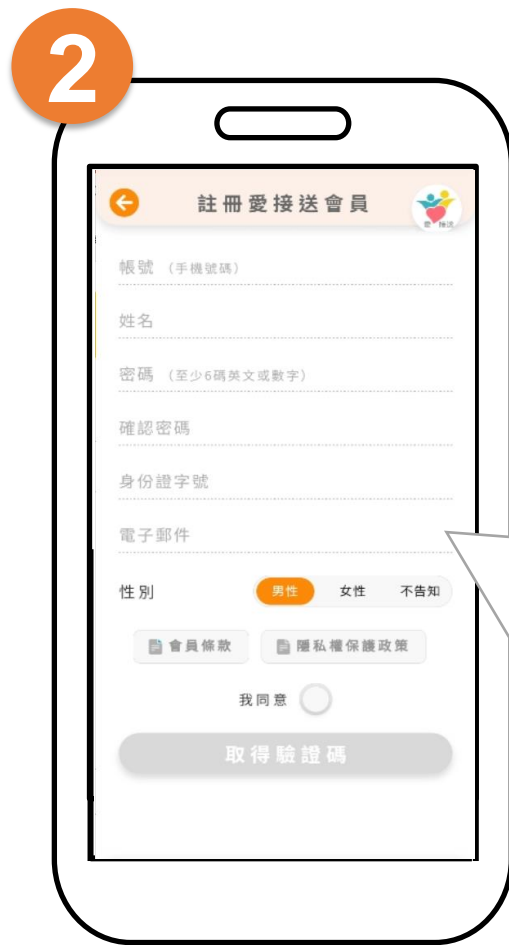 2
註冊愛接送會員
帳號 (手機號碼)
姓名
密碼 (至少6碼英文或數字)
確認密碼
身份證字號
電子郵件
性別 男性 女性 不告知
會員條款 隱私權保護政策
我同意
取得驗證碼